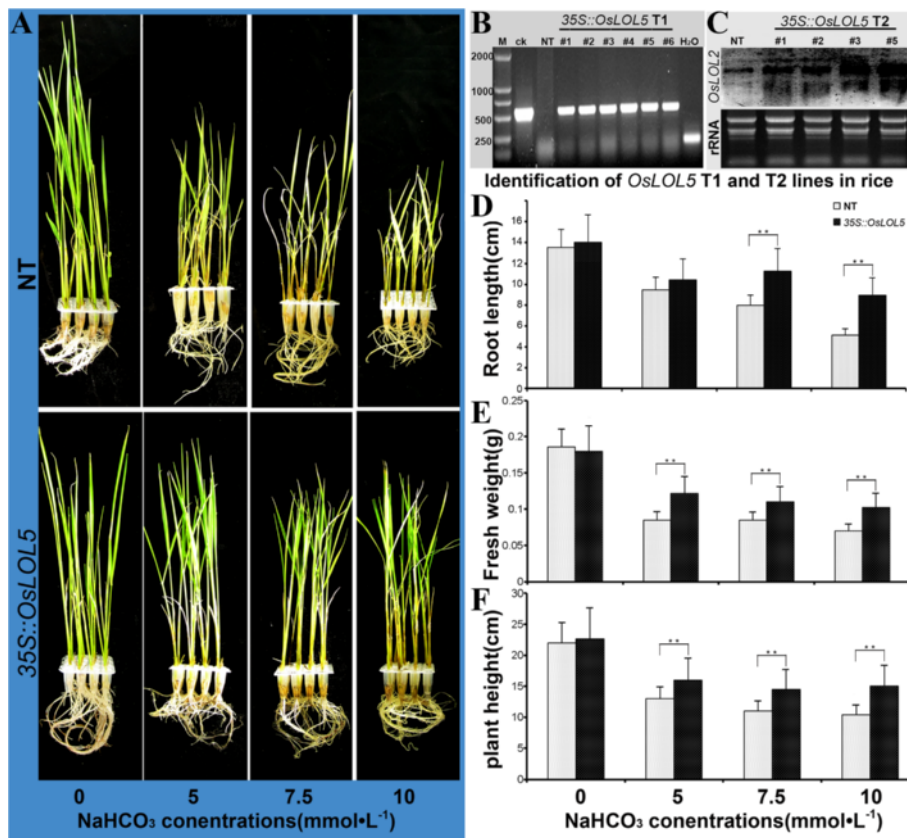 A
NT
35S::OsLOL5
0 5 7.5 10
NaHCO₃ conentrations(mmol•L⁻¹)
B
35S::OsLOL5 T1
M ck NT #1 #2 #3 #4 #5 #6 H₂O
2000
1000
500
250
C
35S::OsLOL5 T2
NT #1 #2 #3 #5
OsLOL2
rRNA
Identification of OsLOL5 T1 and T2 lines in rice
D
NT
35S::OsLOL5
Root length(cm)
16
14
12
10
8
6
4
2
0
**
**
E
Fresh weight(g)
0.25
0.2
0.15
0.1
0.05
0
**
**
**
F
plant height(cm)
30
25
20
15
10
5
0
**
**
**
0 5 7.5 10
NaHCO₃ concentrations(mmol•L⁻¹)